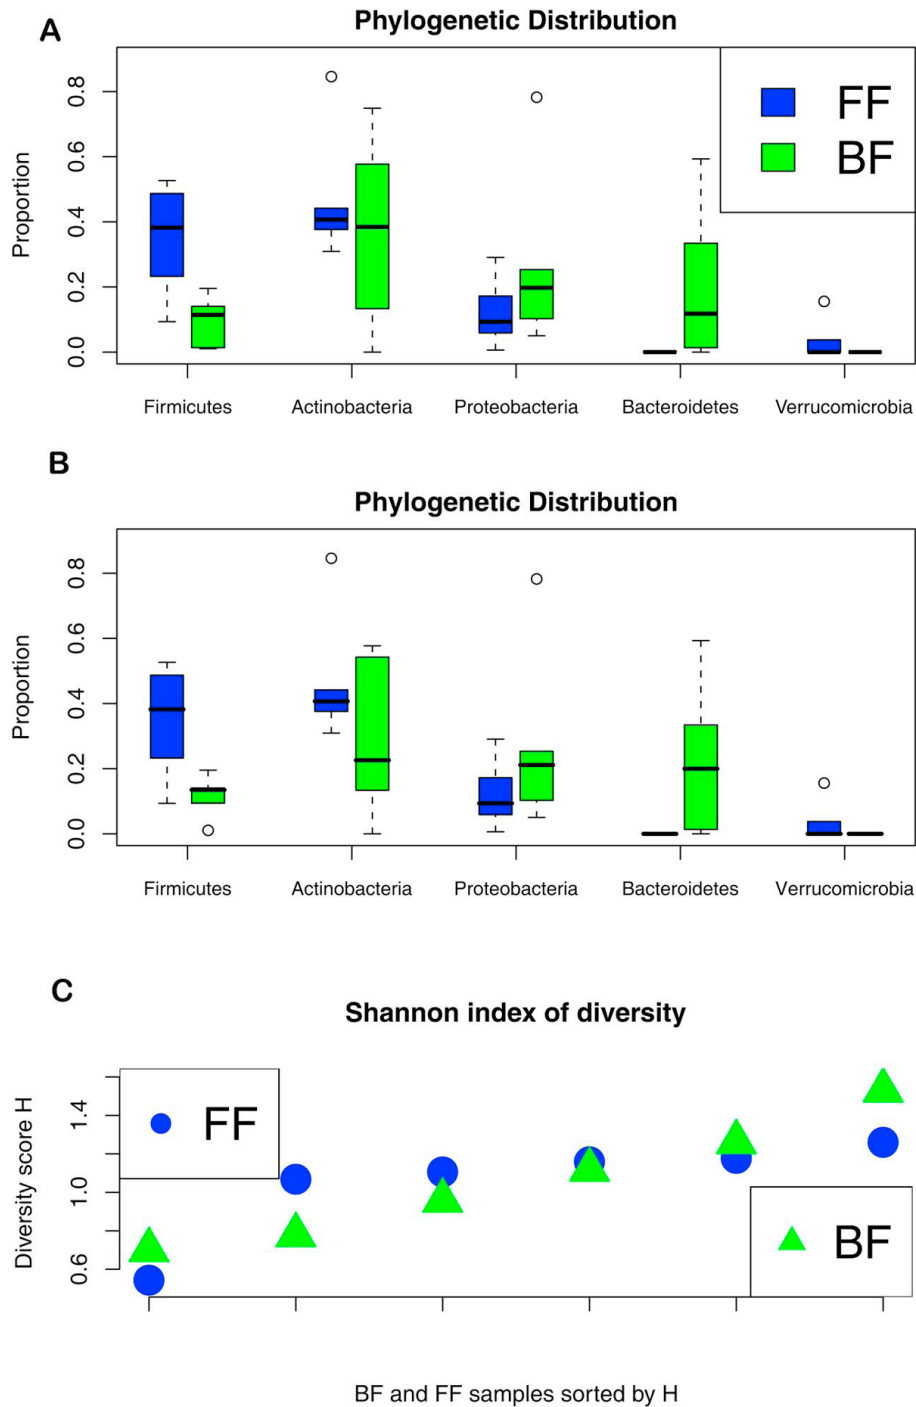 A
Phylogenetic Distribution
Proportion
0.0 0.2 0.4 0.6 0.8
FF
BF
Firmicutes Actinobacteria Proteobacteria Bacteroidetes Verrucomicrobia
B
Phylogenetic Distribution
Proportion
0.0 0.2 0.4 0.6 0.8
Firmicutes Actinobacteria Proteobacteria Bacteroidetes Verrucomicrobia
C
Shannon index of diversity
Diversity score H
0.6 1.0 1.4
FF
BF
BF and FF samples sorted by H